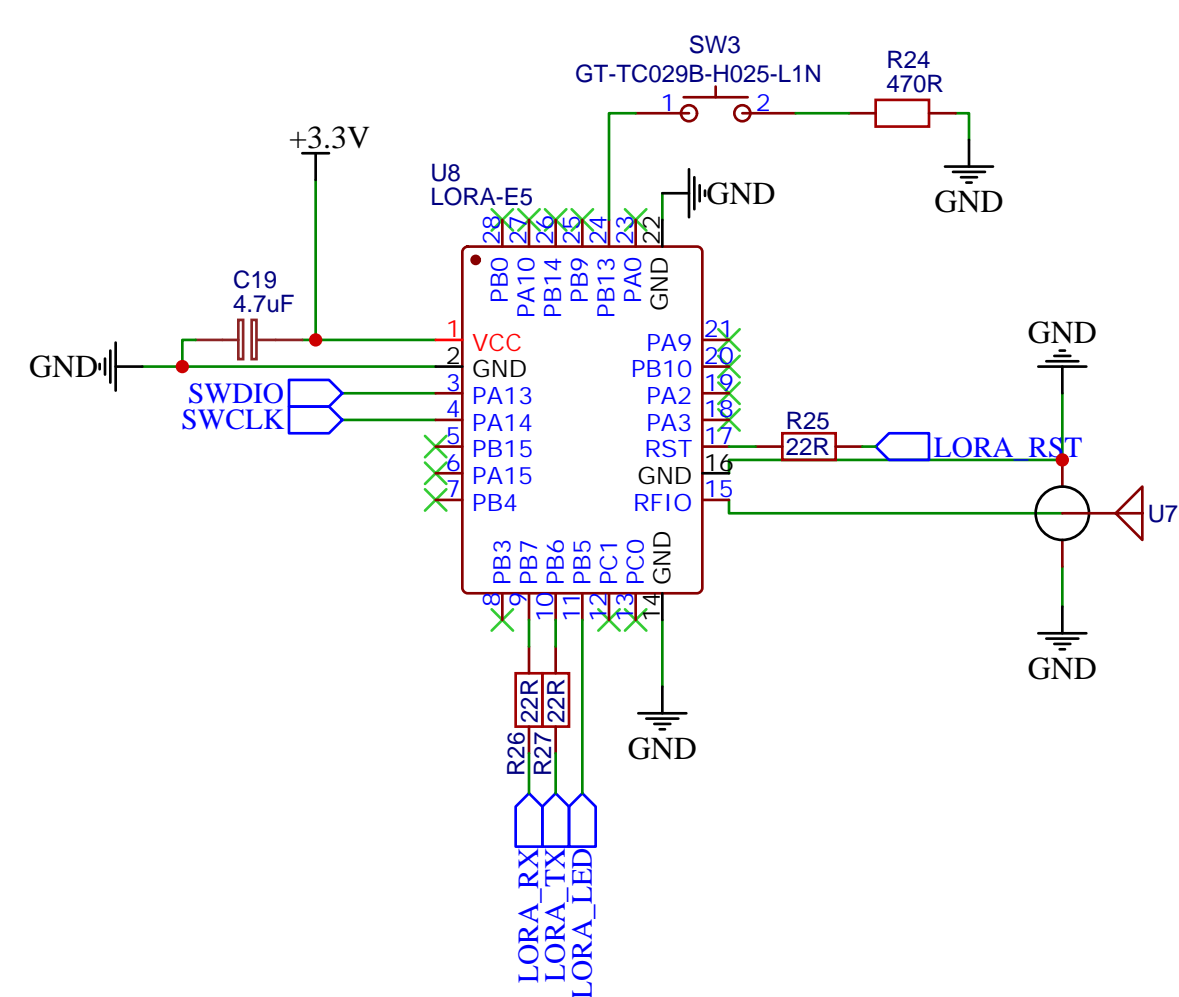 SW3
GT-TC029B-H025-L1N
1
2
R24
470R
GND
+3.3V
U8
LORA-E5
GND
28
27
26
25
24
23
22
PB0
PA10
PB14
PB9
PB13
PA0
GND
C19
4.7uF
GND
1
VCC
2
GND
3
PA13
4
PA14
5
PB15
6
PA15
7
PB4
SWDIO
SWCLK
PA9
21
PB10
20
PA2
19
PA3
18
RST
17
GND
16
RFIO
15
R25
22R
LORA_RST
GND
U7
GND
PB3
PB7
PB6
PB5
PC1
PC0
GND
8
9
10
11
12
13
14
22R
22R
R26
R27
GND
LORA_RX
LORA_TX
LORA_LED